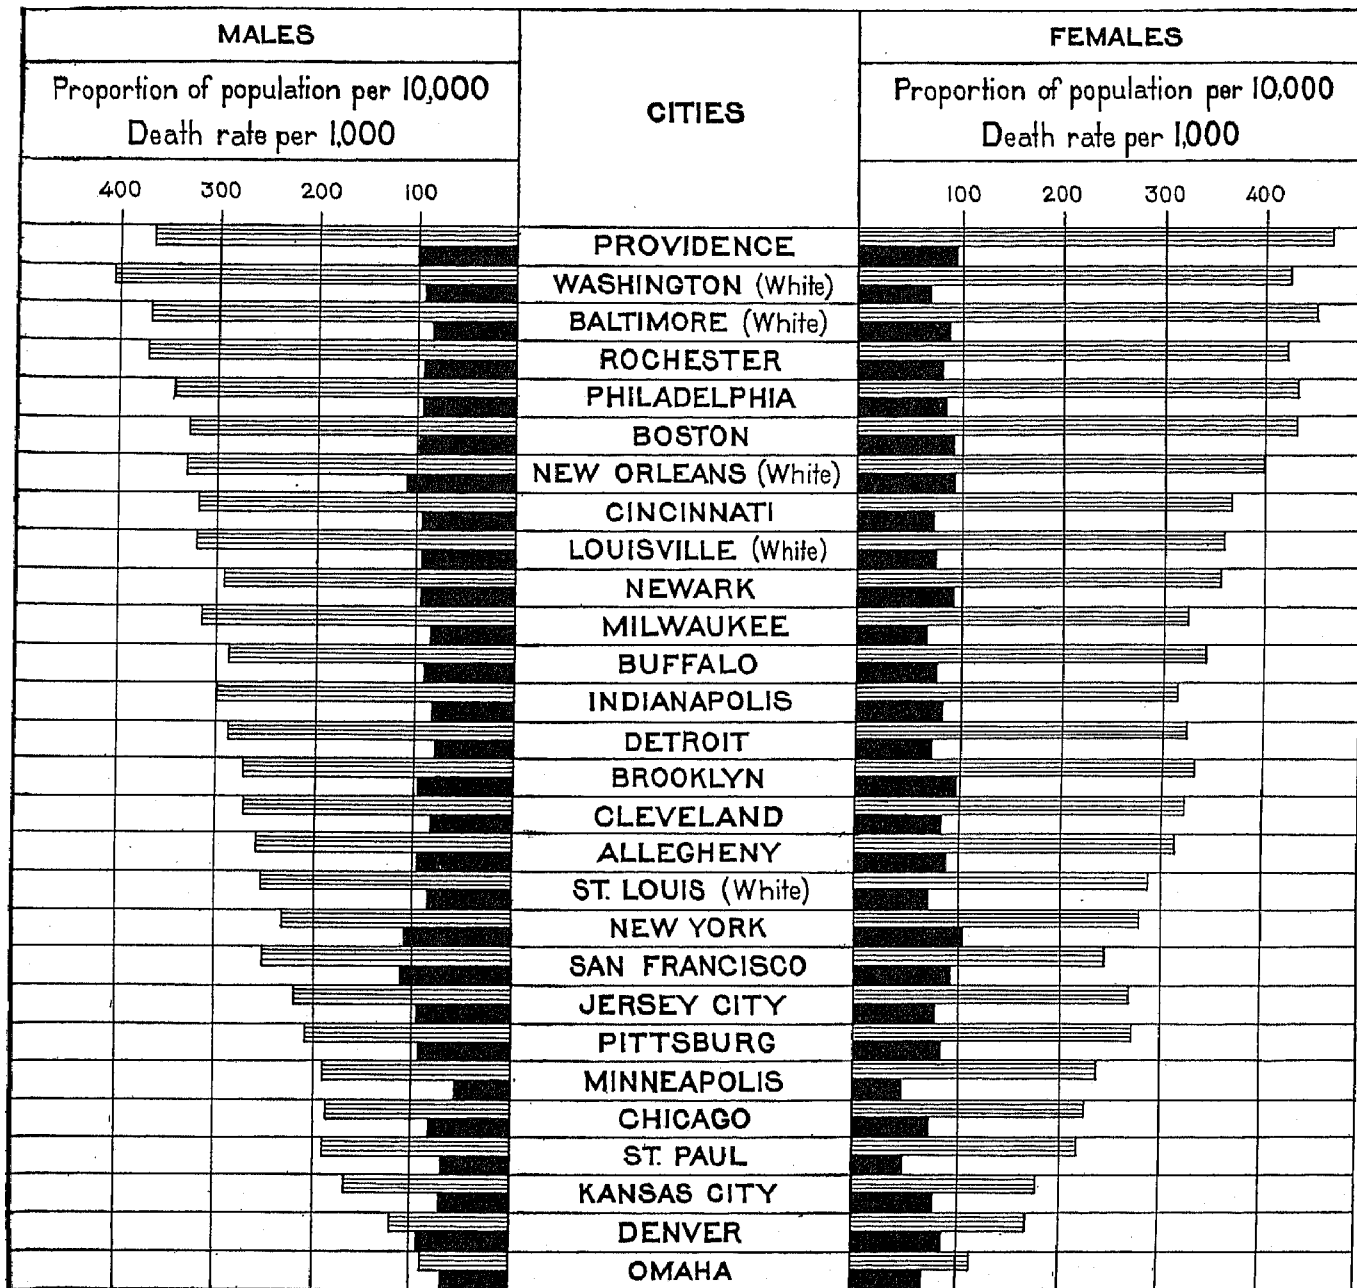 MALES
Proportion of population per 10,000
Death rate per 1,000
400 300 200 100
CITIES
FEMALES
Proportion of population per 10,000
Death rate per 1,000
100 200 300 400
PROVIDENCE
WASHINGTON (White)
BALTIMORE (White)
ROCHESTER
PHILADELPHIA
BOSTON
NEW ORLEANS (White)
CINCINNATI
LOUISVILLE (White)
NEWARK
MILWAUKEE
BUFFALO
INDIANAPOLIS
DETROIT
BROOKLYN
CLEVELAND
ALLEGHENY
ST. LOUIS (White)
NEW YORK
SAN FRANCISCO
JERSEY CITY
PITTSBURG
MINNEAPOLIS
CHICAGO
ST. PAUL
KANSAS CITY
DENVER
OMAHA